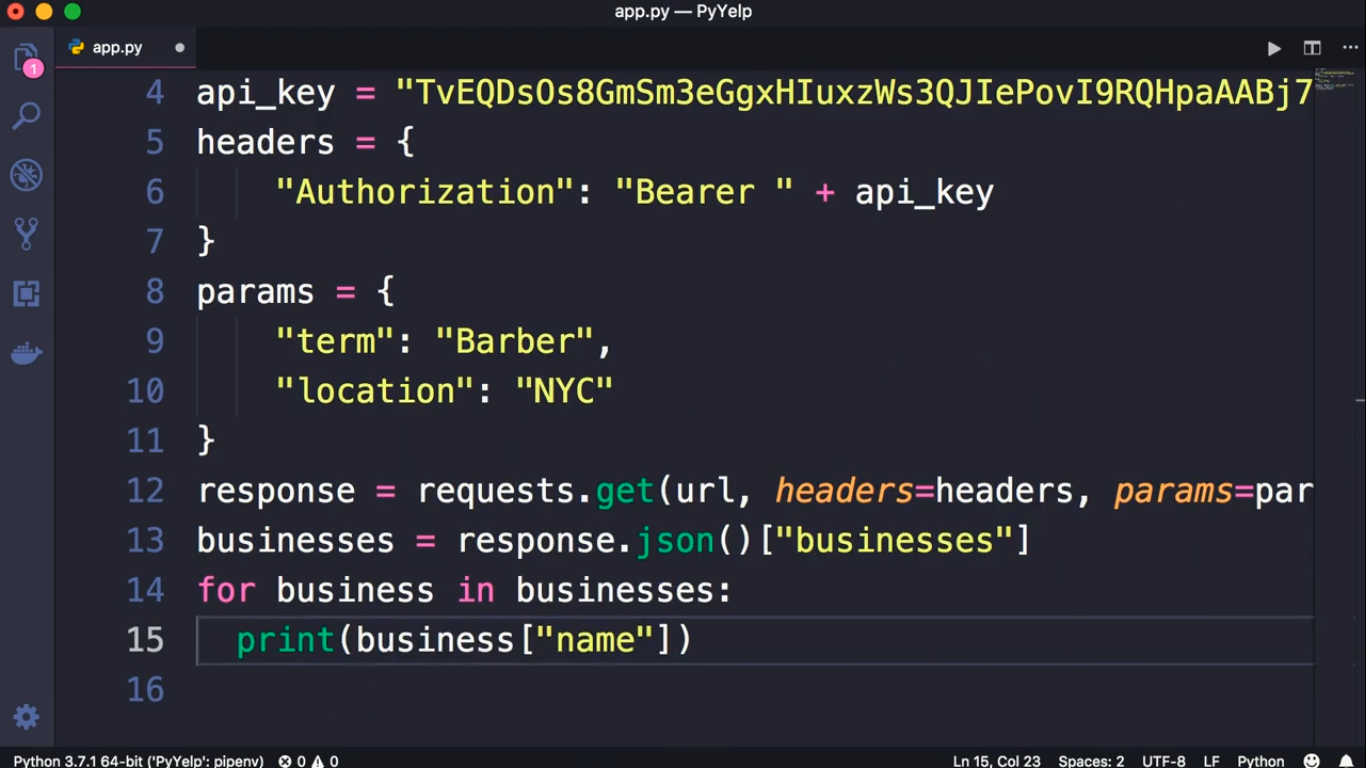 app.py — PyYelp
1
app.py
4 api_key = "TvEQDsOs8GmSm3eGgxHIuxzWs3QJIePovI9RQHpaAABj7
5 headers = {
6 "Authorization": "Bearer " + api_key
7 }
8 params = {
9 "term": "Barber",
10 "location": "NYC"
11 }
12 response = requests.get(url, headers=headers, params=par
13 businesses = response.json()["businesses"]
14 for business in businesses:
15 print(business["name"])
16
Python 3.7.1 64-bit ('PyYelp': pipenv) 0 0 Ln 15, Col 23 Spaces: 2 UTF-8 LF Python